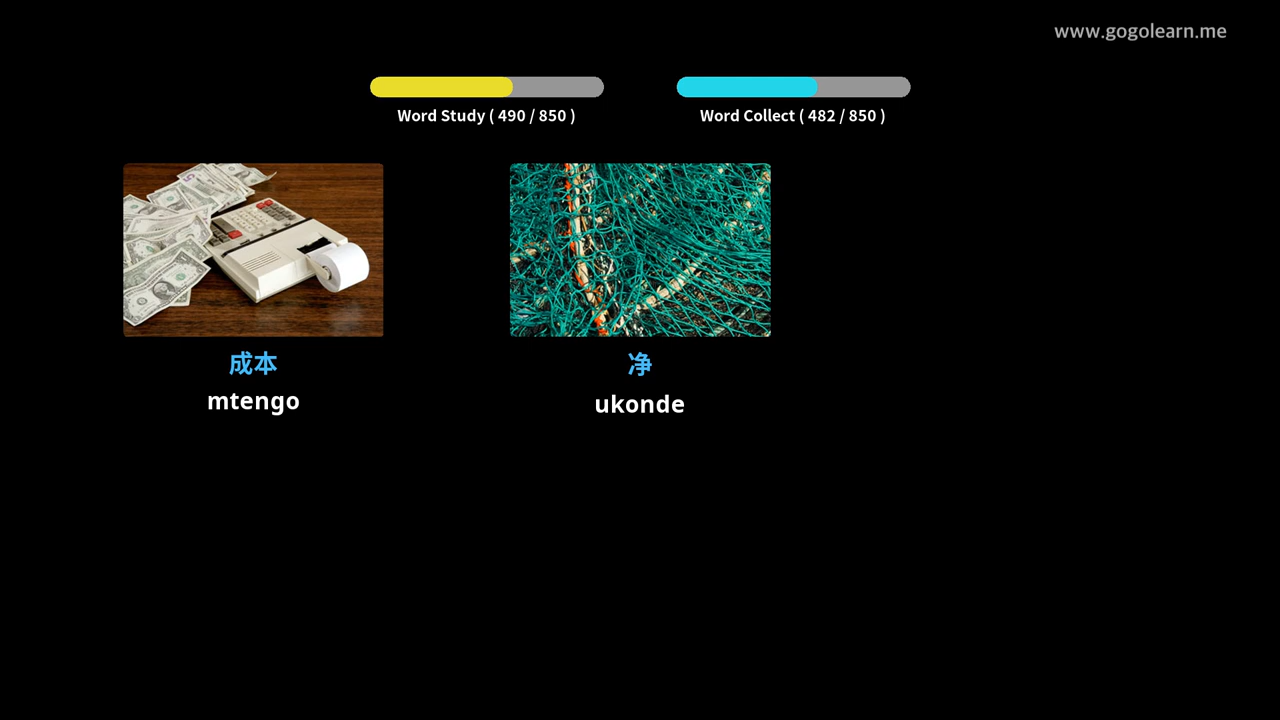 www.gogolearn.me
Word Study ( 490 / 850 )
Word Collect ( 482 / 850 )
成本
mtengo
净
ukonde